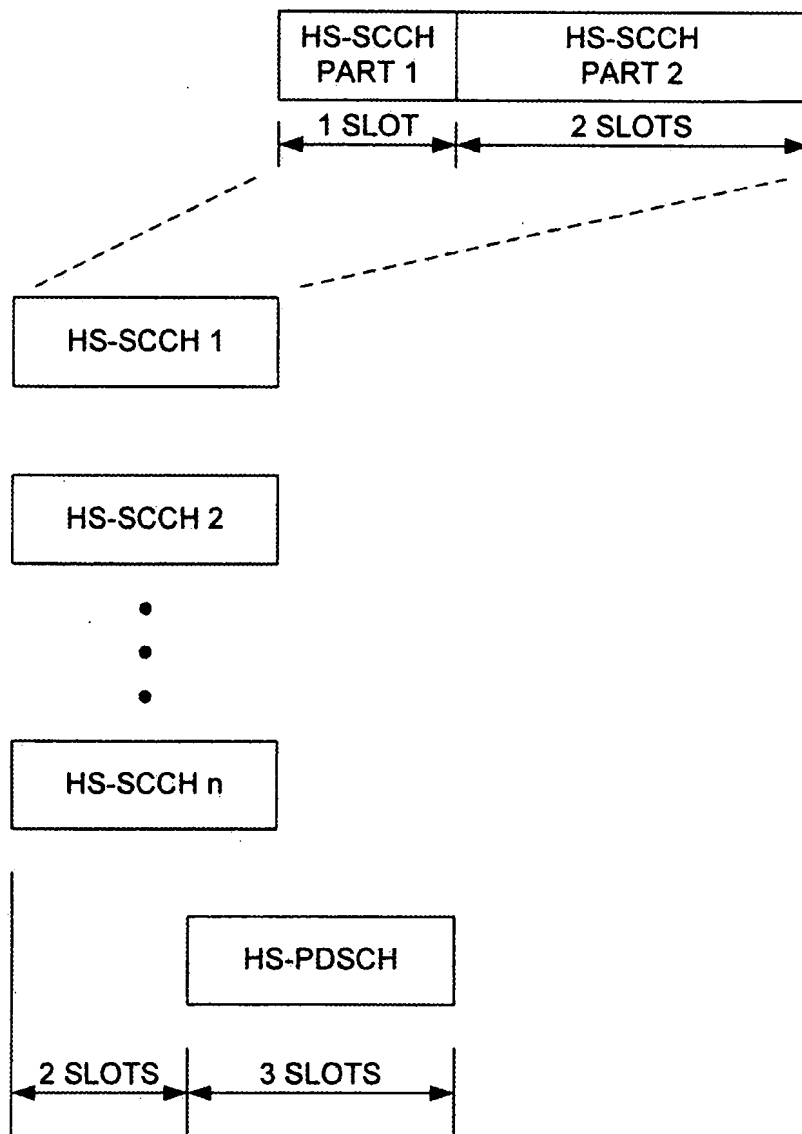 HS-SCCH
PART 1
HS-SCCH
PART 2
1 SLOT
2 SLOTS
HS-SCCH 1
HS-SCCH 2
HS-SCCH n
HS-PDSCH
2 SLOTS
3 SLOTS